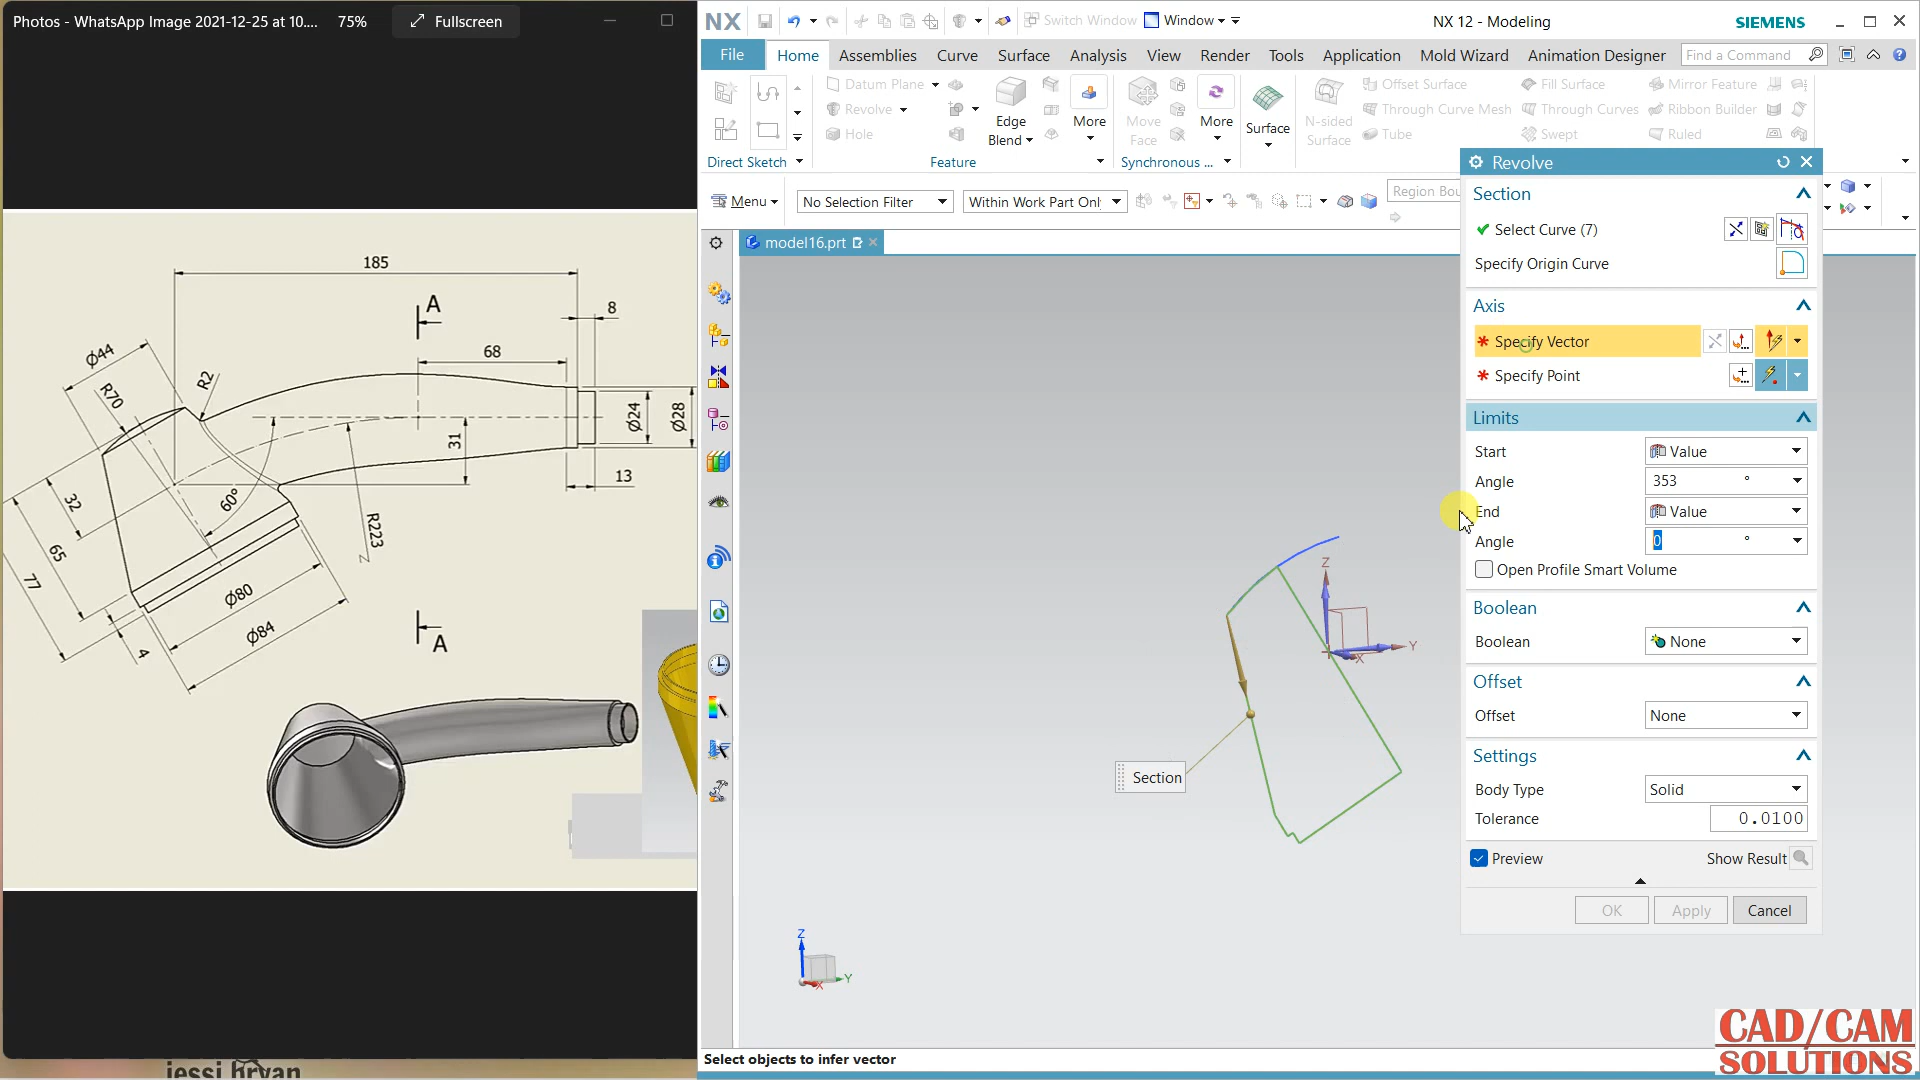 Photos - WhatsApp Image 2021-12-25 at 10....
75%
Fullscreen
185
A
8
68
Ø44
R70
R2
Ø24
Ø28
31
13
32
60°
R223
65
77
Ø80
Ø84
4
A
jessi bryan
NX
Switch Window
Window
NX 12 - Modeling
SIEMENS
File
Home
Assemblies
Curve
Surface
Analysis
View
Render
Tools
Application
Mold Wizard
Animation Designer
Find a Command
Datum Plane
Revolve
Hole
Edge
Blend
More
Move
Face
More
Surface
N-sided
Surface
Offset Surface
Through Curve Mesh
Tube
Fill Surface
Through Curves
Swept
Mirror Feature
Ribbon Builder
Ruled
Direct Sketch
Feature
Synchronous ...
Menu
No Selection Filter
Within Work Part Onl
Region Bou
model16.prt
Z
Y
X
Section
Z
Y
X
Revolve
Section
Select Curve (7)
Specify Origin Curve
Axis
* Specify Vector
* Specify Point
Limits
Start
Value
Angle
353 °
End
Value
Angle
0 °
Open Profile Smart Volume
Boolean
Boolean
None
Offset
Offset
None
Settings
Body Type
Solid
Tolerance
0.0100
Preview
Show Result
OK
Apply
Cancel
Select objects to infer vector
CAD/CAM
SOLUTIONS